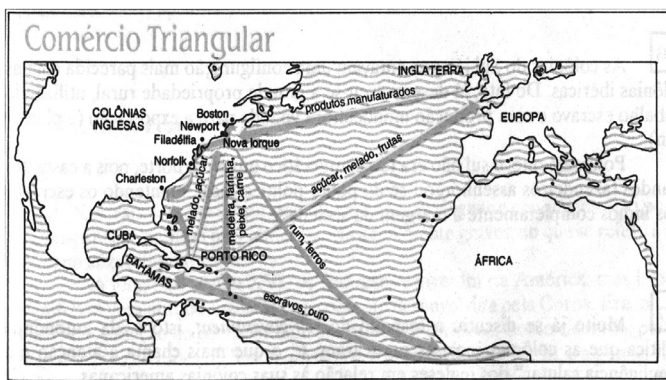 Comércio Triangular
INGLATERRA
produtos manufaturados
COLÔNIAS
INGLESAS
Boston
Newport
EUROPA
Filadélfia
Nova Iorque
Norfolk
Charleston
melado, açúcar
madeira, farinha,
peixe, carne
açúcar, melado, frutas
rum, ferros
CUBA
PORTO RICO
ÁFRICA
BAHAMAS
escravos, ouro